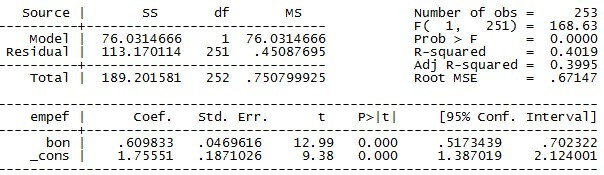 Source | SS df MS Number of obs = 253
F( 1, 251) = 168.63
Model | 76.0314666 1 76.0314666 Prob > F = 0.0000
Residual | 113.170114 251 .45087695 R-squared = 0.4019
Adj R-squared = 0.3995
Total | 189.201581 252 .750799925 Root MSE = .67147
empef | Coef. Std. Err. t P>|t| [95% Conf. Interval]
bon | .609833 .0469616 12.99 0.000 .5173439 .702322
_cons | 1.75551 .1871026 9.38 0.000 1.387019 2.124001